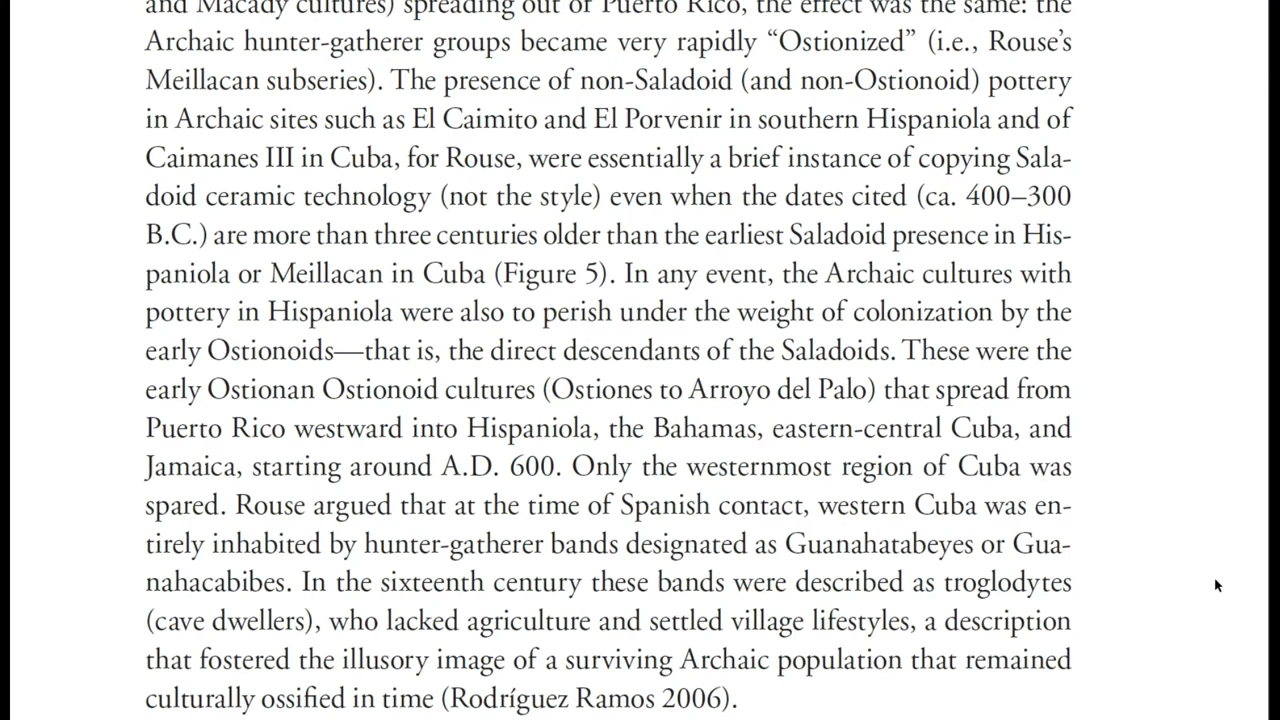 and Macady cultures) spreading out of Puerto Rico, the effect was the same: the
Archaic hunter-gatherer groups became very rapidly “Ostionized” (i.e., Rouse’s
Meillacan subseries). The presence of non-Saladoid (and non-Ostionoid) pottery
in Archaic sites such as El Caimito and El Porvenir in southern Hispaniola and of
Caimanes III in Cuba, for Rouse, were essentially a brief instance of copying Sala-
doid ceramic technology (not the style) even when the dates cited (ca. 400–300
B.C.) are more than three centuries older than the earliest Saladoid presence in His-
paniola or Meillacan in Cuba (Figure 5). In any event, the Archaic cultures with
pottery in Hispaniola were also to perish under the weight of colonization by the
early Ostionoids—that is, the direct descendants of the Saladoids. These were the
early Ostionan Ostionoid cultures (Ostiones to Arroyo del Palo) that spread from
Puerto Rico westward into Hispaniola, the Bahamas, eastern-central Cuba, and
Jamaica, starting around A.D. 600. Only the westernmost region of Cuba was
spared. Rouse argued that at the time of Spanish contact, western Cuba was en-
tirely inhabited by hunter-gatherer bands designated as Guanahatabeyes or Gua-
nahacabibes. In the sixteenth century these bands were described as troglodytes
(cave dwellers), who lacked agriculture and settled village lifestyles, a description
that fostered the illusory image of a surviving Archaic population that remained
culturally ossified in time (Rodríguez Ramos 2006).